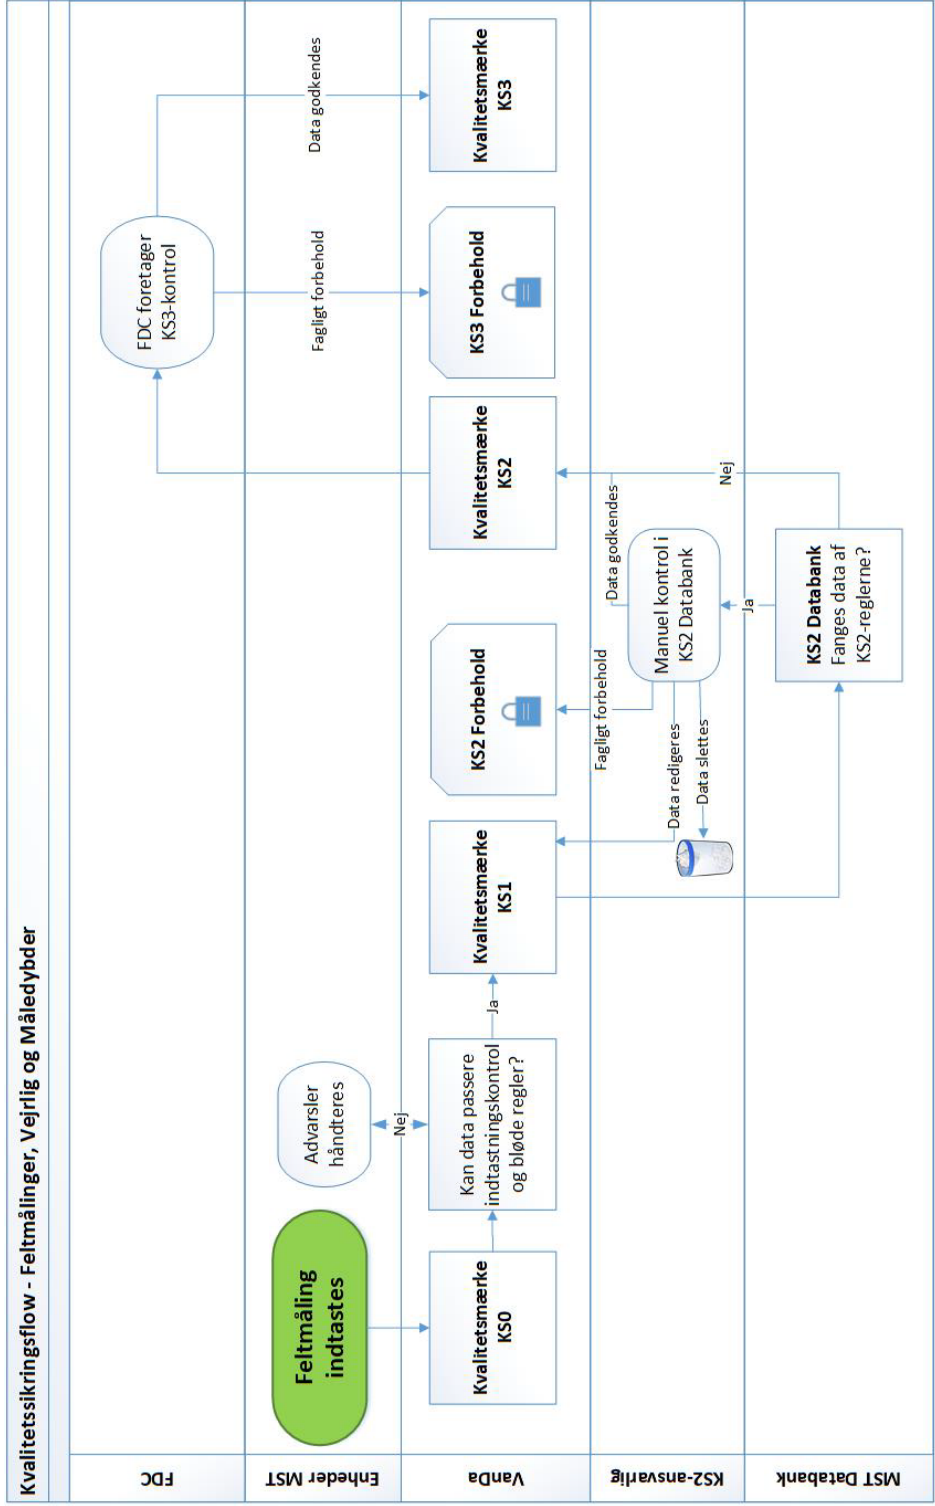 Kvalitetssikringsflow - Feltmålinger, Vejrlig og Måledybder
FDC
FDC foretager
KS3-kontrol
Enheder MST
Feltmåling
indtastes
Advarsler
håndteres
Nej
Fagligt forbehold
Data godkendes
VanDa
Kvalitetsmærke
KS0
Kan data passere
indtastningskontrol
og bløde regler?
Ja
Kvalitetsmærke
KS1
KS2 Forbehold
Kvalitetsmærke
KS2
KS3 Forbehold
Kvalitetsmærke
KS3
KS2-ansvarlig
Data redigeres
Data slettes
Fagligt forbehold
Data godkendes
Manuel kontrol i
KS2 Databank
Nej
Ja
MST Databank
KS2 Databank
Fanges data af
KS2-reglerne?